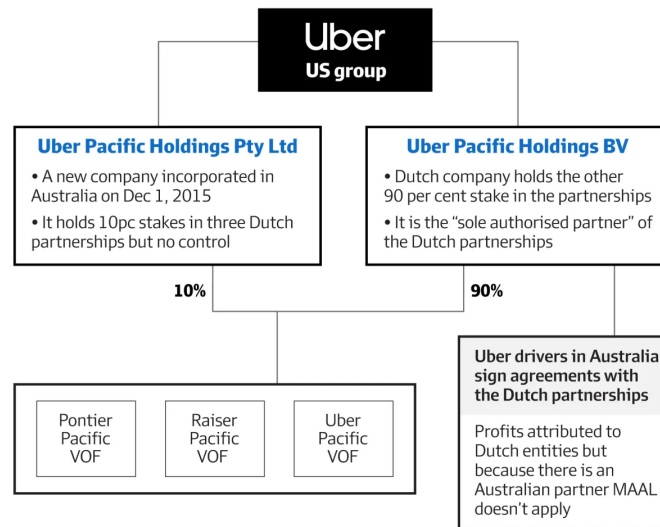 Uber
US group
Uber Pacific Holdings Pty Ltd
• A new company incorporated in
Australia on Dec 1, 2015
• It holds 10pc stakes in three Dutch
partnerships but no control
Uber Pacific Holdings BV
• Dutch company holds the other
90 per cent stake in the partnerships
• It is the “sole authorised partner” of
the Dutch partnerships
10%
90%
Pontier
Pacific
VOF
Raiser
Pacific
VOF
Uber
Pacific
VOF
Uber drivers in Australia
sign agreements with
the Dutch partnerships
Profits attributed to
Dutch entities but
because there is an
Australian partner MAAL
doesn’t apply